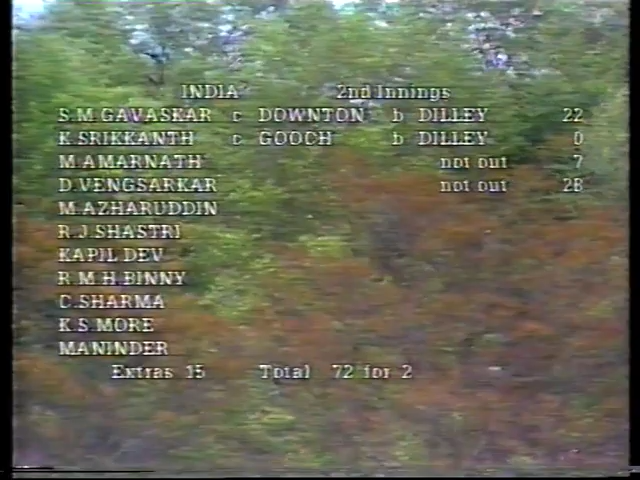 INDIA 2nd Innings
S.M.GAVASKAR c DOWNTON b DILLEY 22
K.SRIKKANTH c GOOCH b DILLEY 0
M.AMARNATH not out 7
D.VENGSARKAR not out 28
M.AZHARUDDIN
R.J.SHASTRI
KAPIL DEV
R.M.H.BINNY
C.SHARMA
K.S.MORE
MANINDER
Extras 15 Total 72 for 2